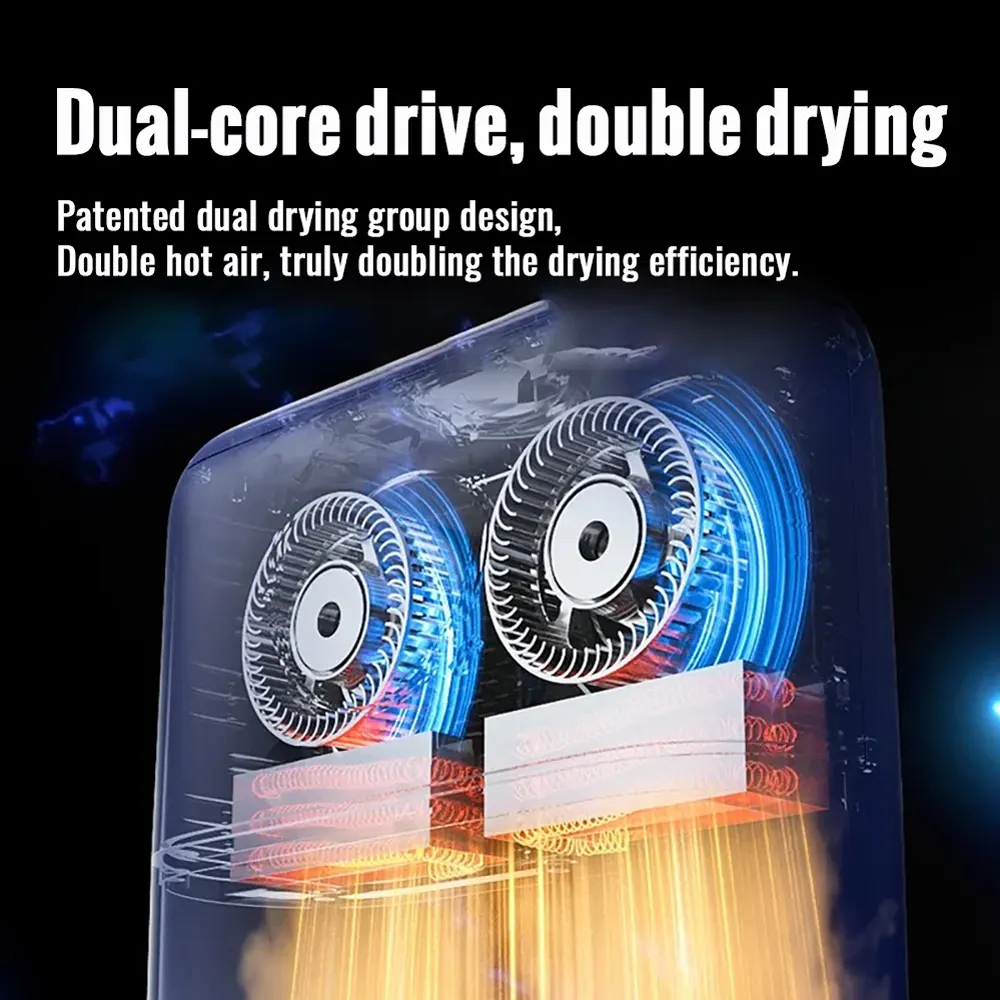 Dual-core drive, double drying
Patented dual drying group design,
Double hot air, truly doubling the drying efficiency.